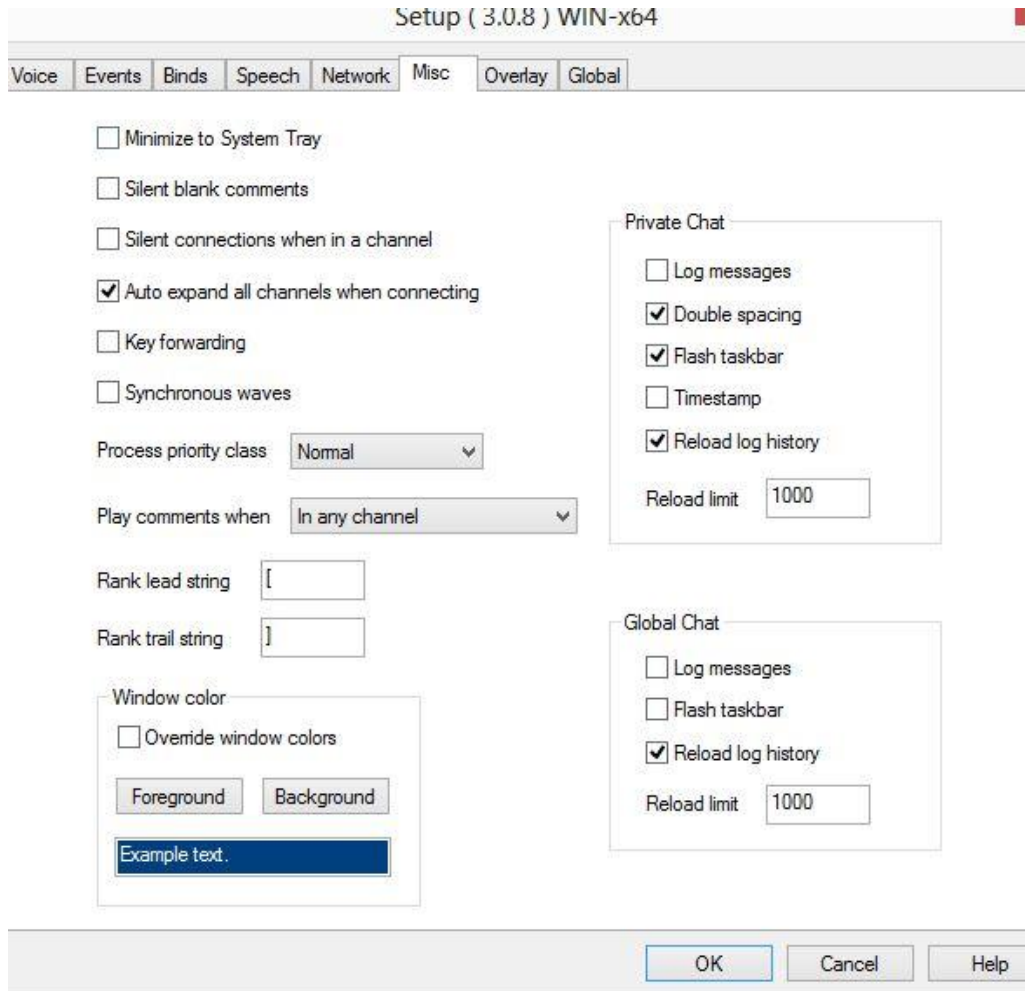 Setup ( 3.0.8 ) WIN-x64
Voice Events Binds Speech Network Misc Overlay Global
Minimize to System Tray
Silent blank comments
Silent connections when in a channel
Auto expand all channels when connecting
Key forwarding
Synchronous waves
Process priority class Normal
Play comments when In any channel
Rank lead string [
Rank trail string ]
Window color
Override window colors
Foreground Background
Example text.
Private Chat
Log messages
Double spacing
Flash taskbar
Timestamp
Reload log history
Reload limit 1000
Global Chat
Log messages
Flash taskbar
Reload log history
Reload limit 1000
OK Cancel Help